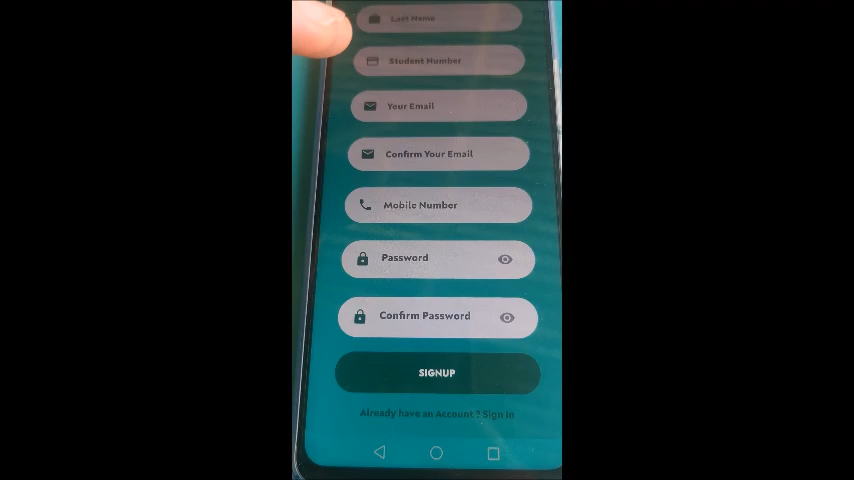 Last Name
Student Number
Your Email
Confirm Your Email
Mobile Number
Password
Confirm Password
SIGNUP
Already have an Account ? Sign in